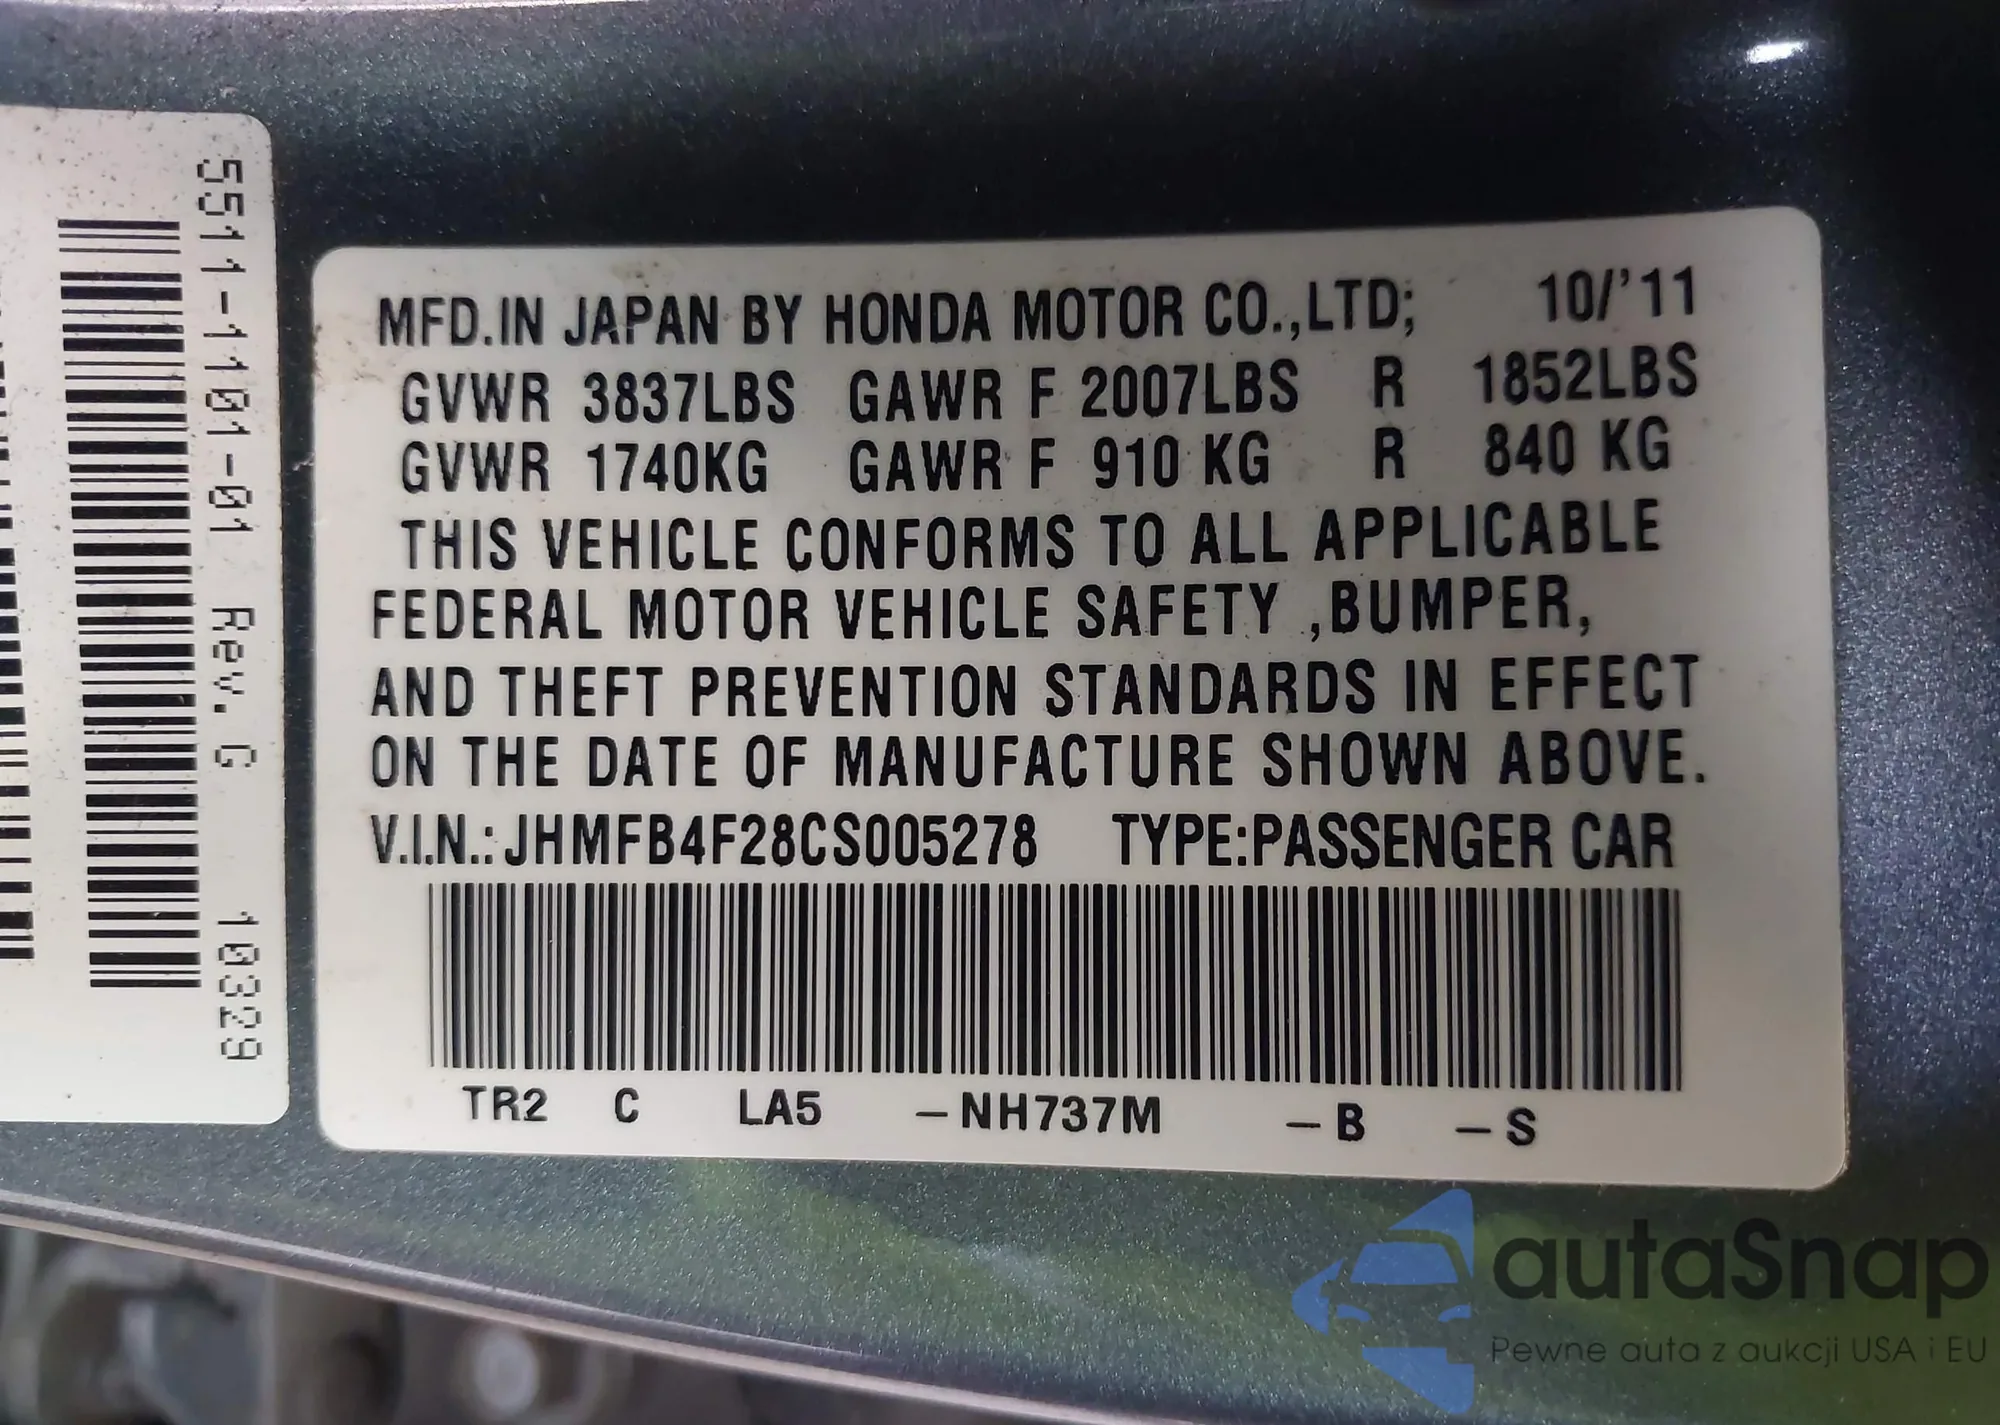 5511-1101-01 Rev. G 10329
MFD.IN JAPAN BY HONDA MOTOR CO.,LTD; 10/'11
GVWR 3837LBS GAWR F 2007LBS R 1852LBS
GVWR 1740KG GAWR F 910 KG R 840 KG
THIS VEHICLE CONFORMS TO ALL APPLICABLE
FEDERAL MOTOR VEHICLE SAFETY ,BUMPER,
AND THEFT PREVENTION STANDARDS IN EFFECT
ON THE DATE OF MANUFACTURE SHOWN ABOVE.
V.I.N.: JHMFB4F28CS005278 TYPE:PASSENGER CAR
TR2 C LA5 –NH737M –B –S
autaSnap
Pewne auta z aukcji USA i EU